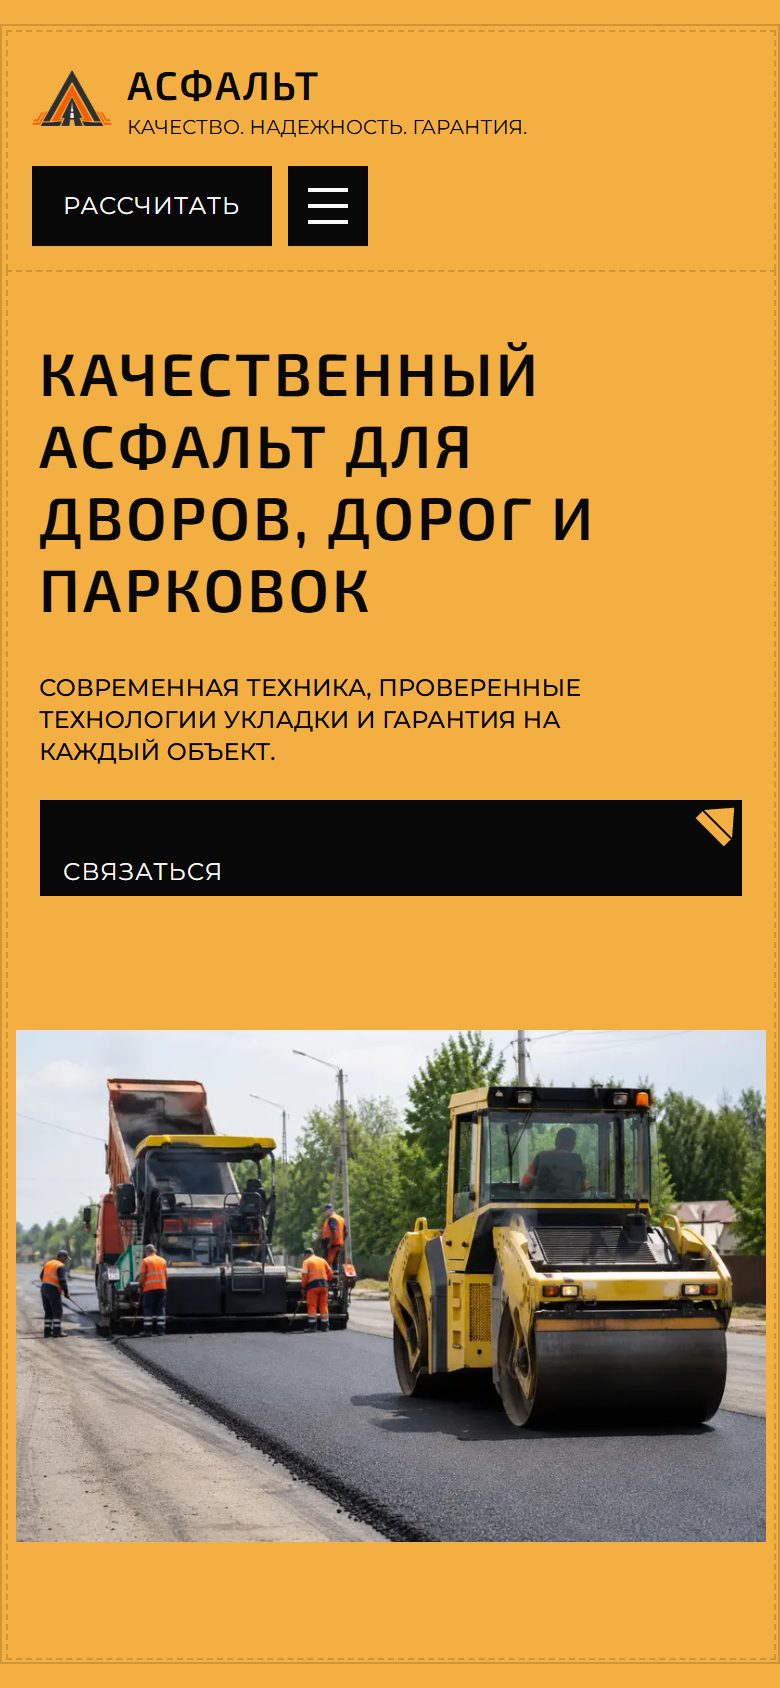 АСФАЛЬТ
КАЧЕСТВО. НАДЕЖНОСТЬ. ГАРАНТИЯ.
РАССЧИТАТЬ
КАЧЕСТВЕННЫЙ
АСФАЛЬТ ДЛЯ
ДВОРОВ, ДОРОГ И
ПАРКОВОК
СОВРЕМЕННАЯ ТЕХНИКА, ПРОВЕРЕННЫЕ
ТЕХНОЛОГИИ УКЛАДКИ И ГАРАНТИЯ НА
КАЖДЫЙ ОБЪЕКТ.
СВЯЗАТЬСЯ